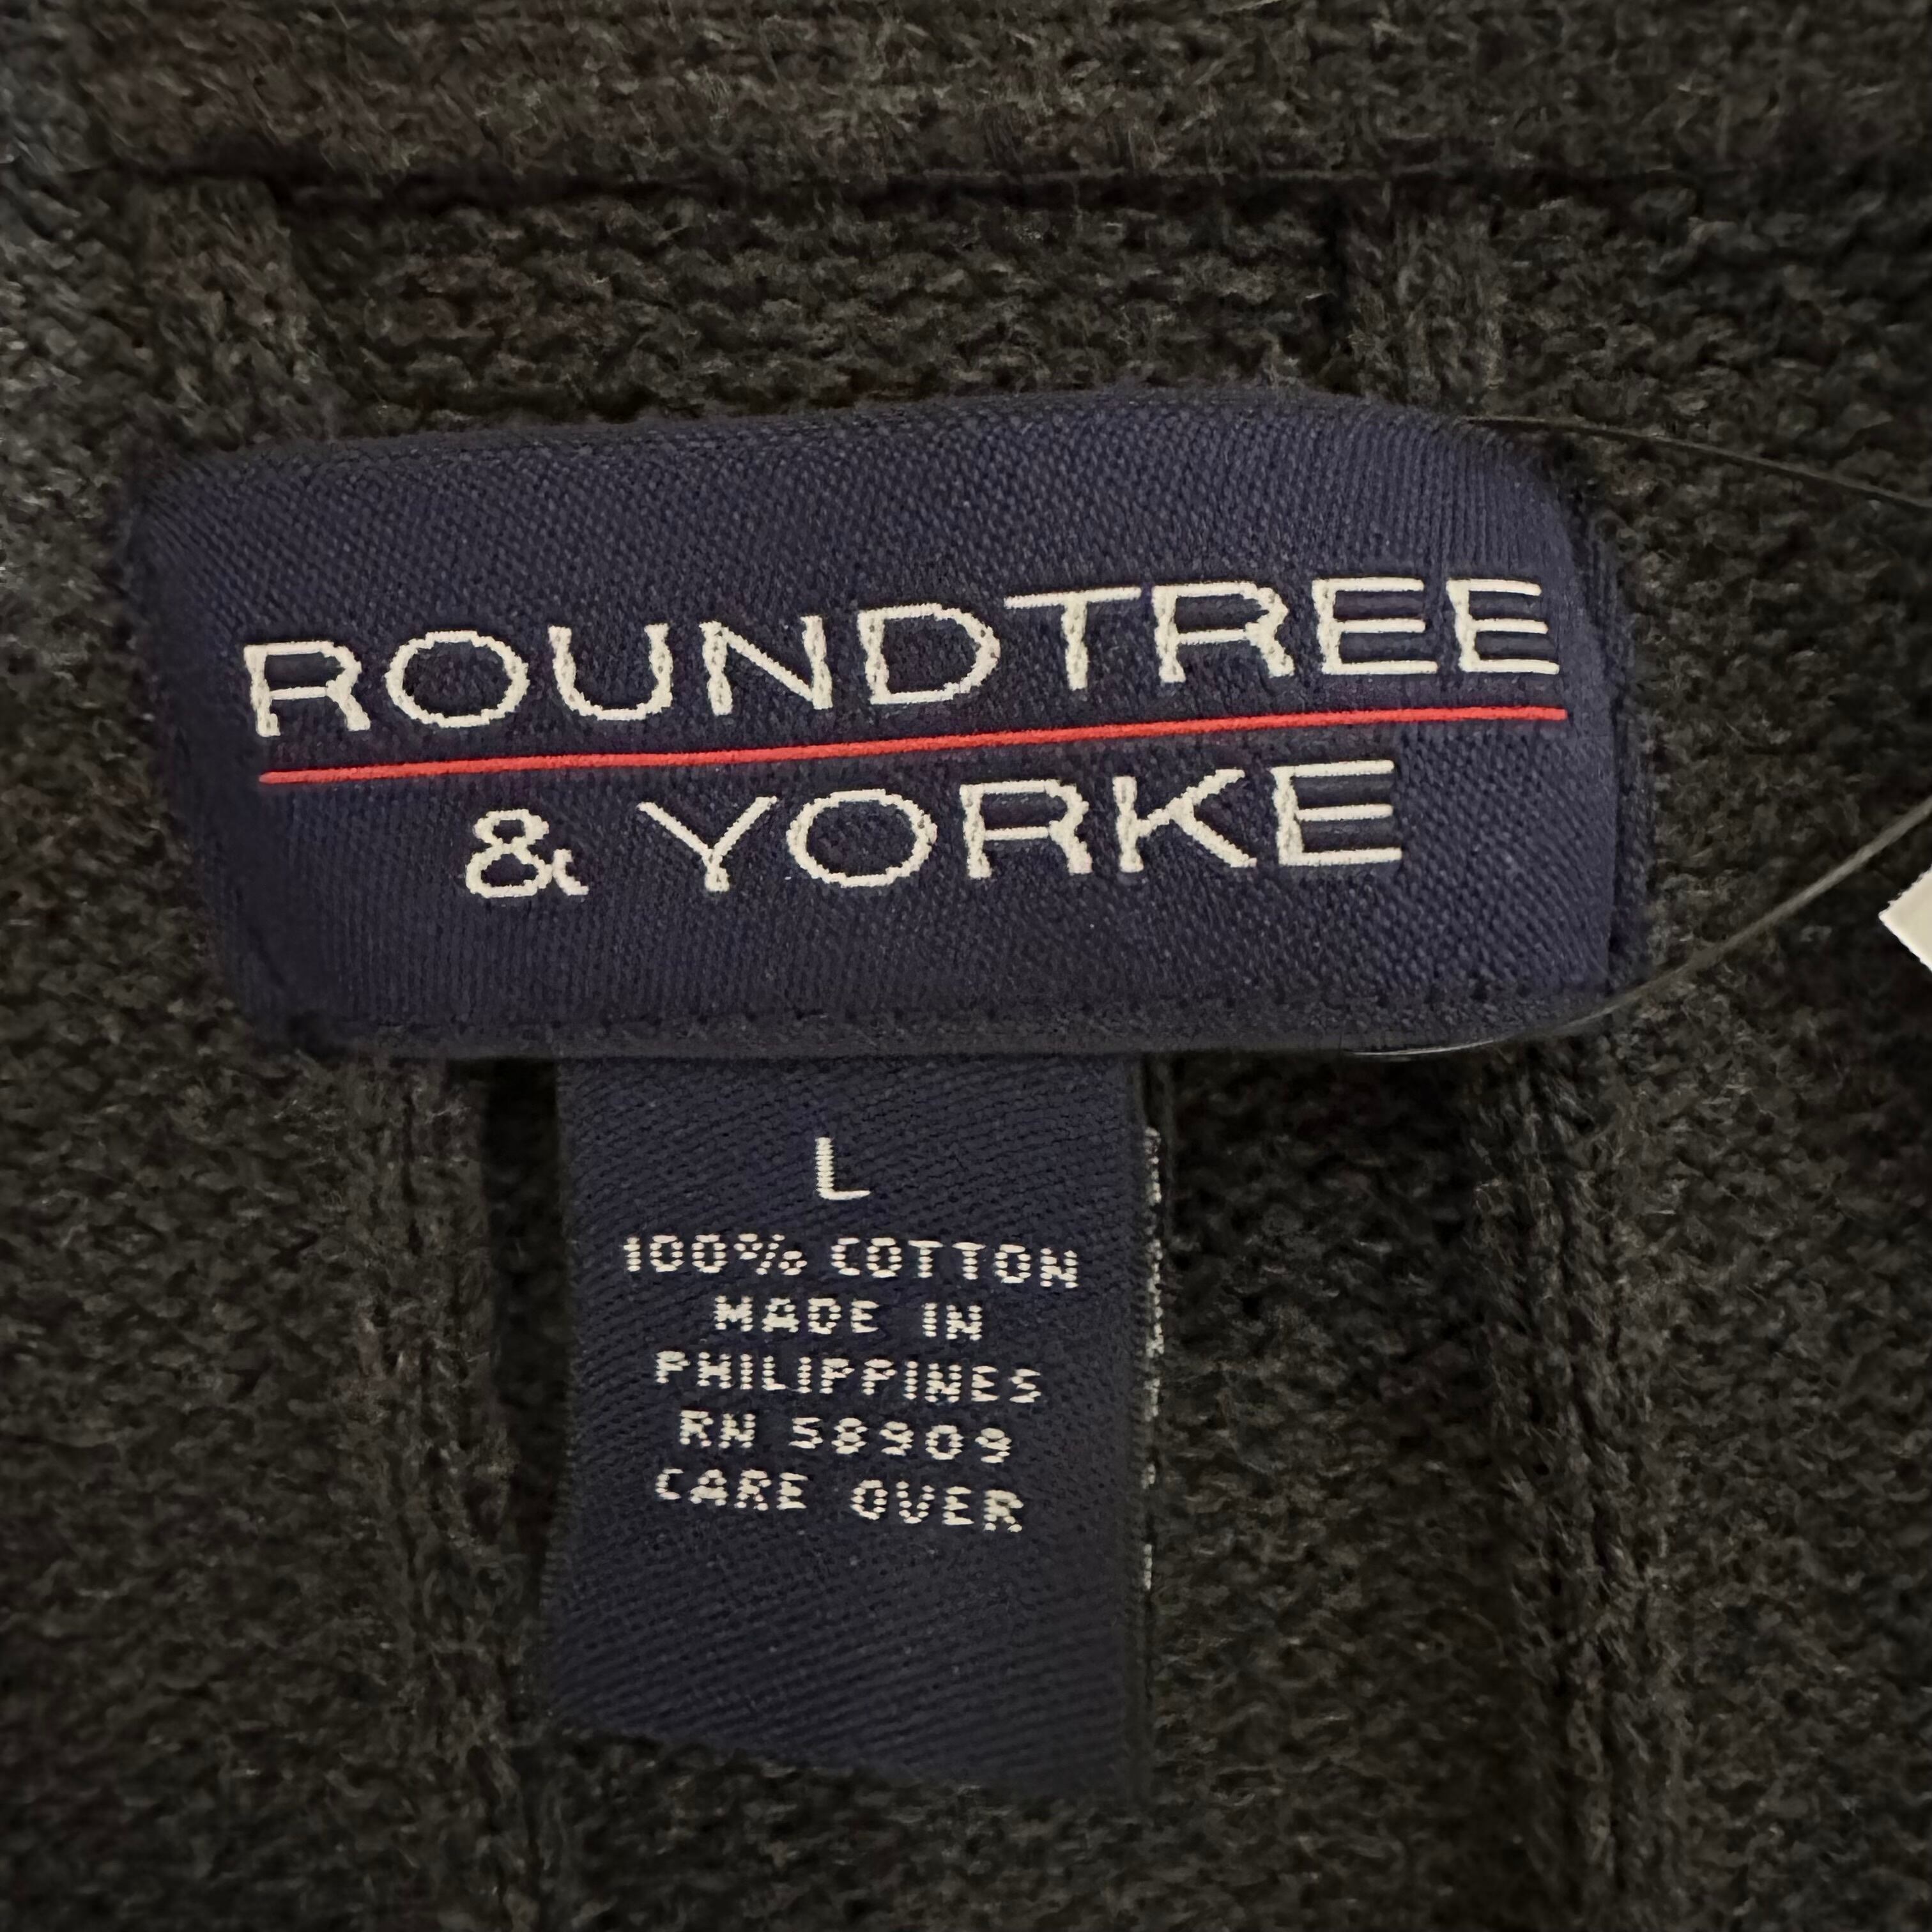 ROUNDTREE
& YORKE
L
100% COTTON
MADE IN
PHILIPPINES
RN 58909
CARE OVER